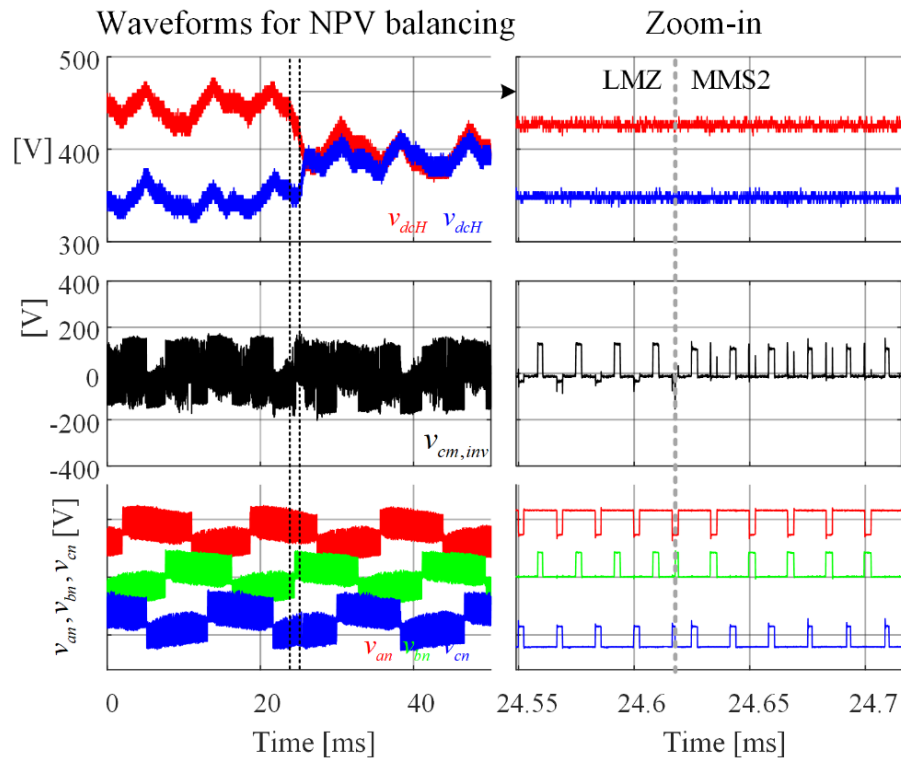 Waveforms for NPV balancing
Zoom-in
500
400
300
[V]
v_dcH v_dcH
LMZ MMS2
400
200
0
-200
-400
[V]
v_cm,inv
v_an, v_bn, v_cn [V]
v_an v_bn v_cn
0 20 40
24.55 24.6 24.65 24.7
Time [ms]
Time [ms]